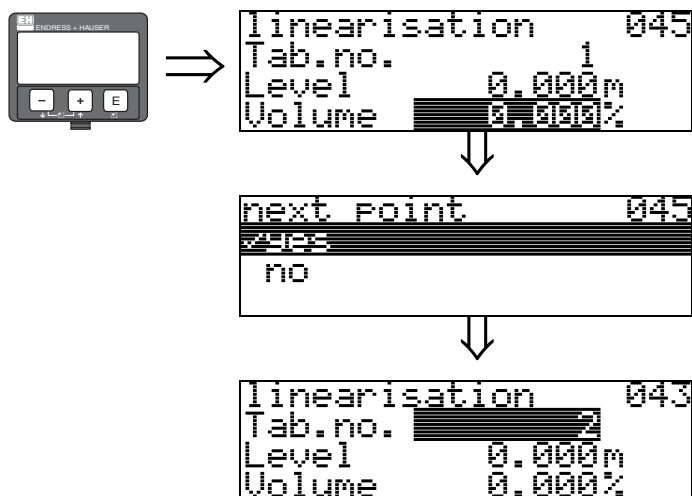 EH
ENDRESS + HAUSER
- + E
linearisation 045
Tab.no. 1
Level 0.000m
Volume 0.000%
next point 045
✓yes
no
linearisation 043
Tab.no. 2
Level 0.000m
Volume 0.000%